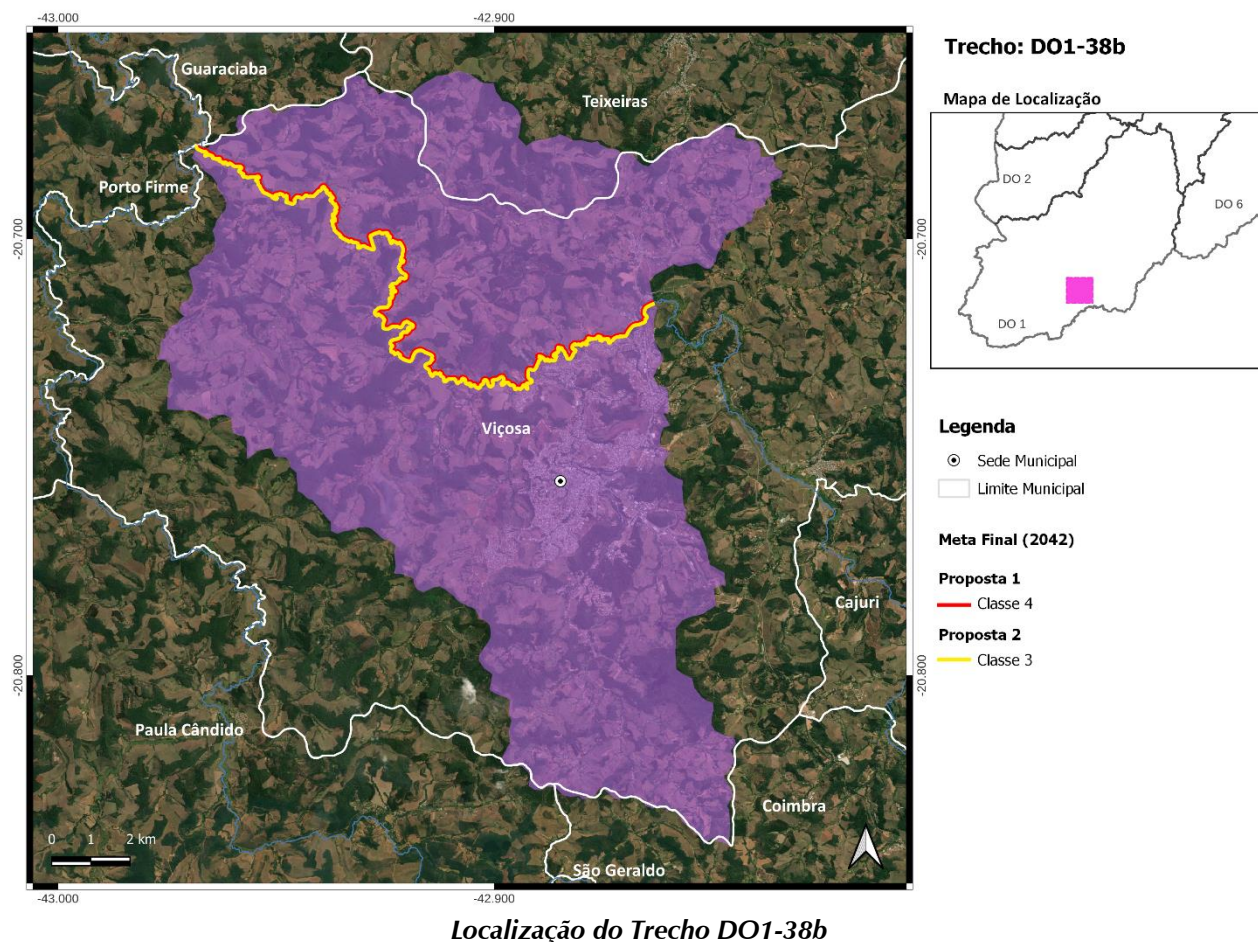 -43.000
-42.900
Guaraciaba
Teixeiras
Porto Firme
-20.700
-20.700
Viçosa
-20.800
-20.800
Cajuri
Paula Cândido
Coimbra
São Geraldo
0 1 2 km
-43.000
-42.900
Trecho: DO1-38b
Mapa de Localização
DO 2
DO 6
DO 1
Legenda
Sede Municipal
Limite Municipal
Meta Final (2042)
Proposta 1
Classe 4
Proposta 2
Classe 3
Localização do Trecho DO1-38b